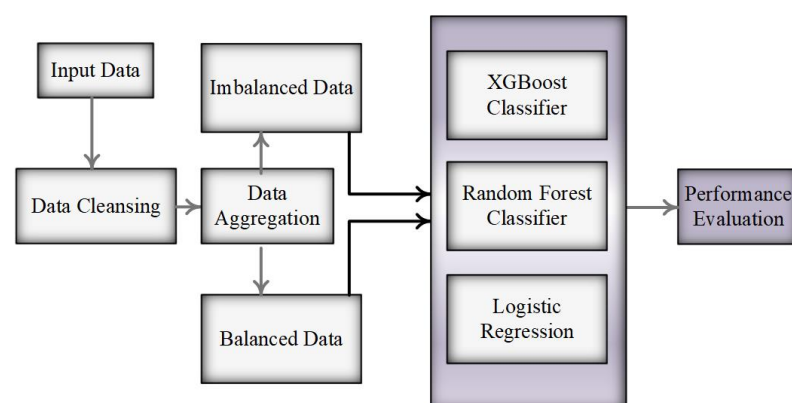 Input Data
Data Cleansing
Data
Aggregation
Imbalanced Data
Balanced Data
XGBoost
Classifier
Random Forest
Classifier
Logistic
Regression
Performance
Evaluation